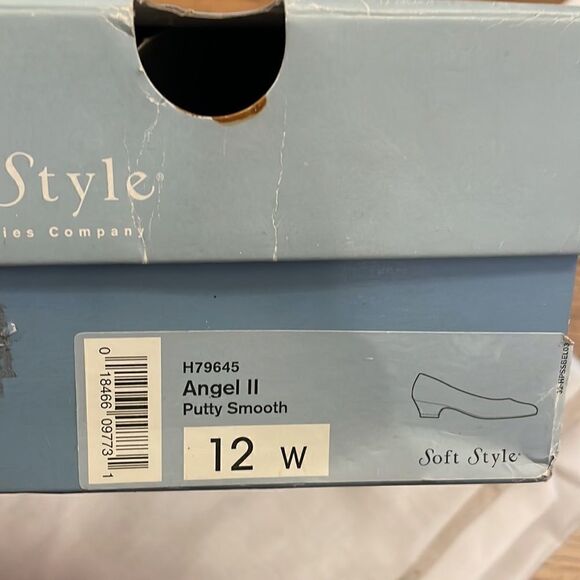 Style®
ies Company
H79645
Angel II
Putty Smooth
12 W
0 18466 09773 1
Soft Style®